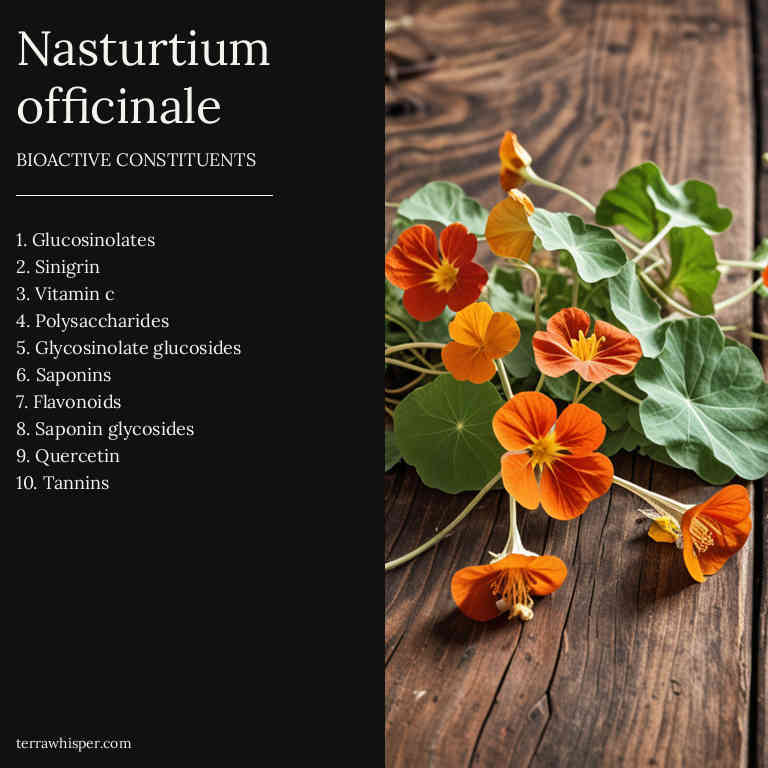 Nasturtium
officinale
BIOACTIVE CONSTITUENTS
1. Glucosinolates
2. Sinigrin
3. Vitamin c
4. Polysaccharides
5. Glycosinolate glucosides
6. Saponins
7. Flavonoids
8. Saponin glycosides
9. Quercetin
10. Tannins
terrawhisper.com